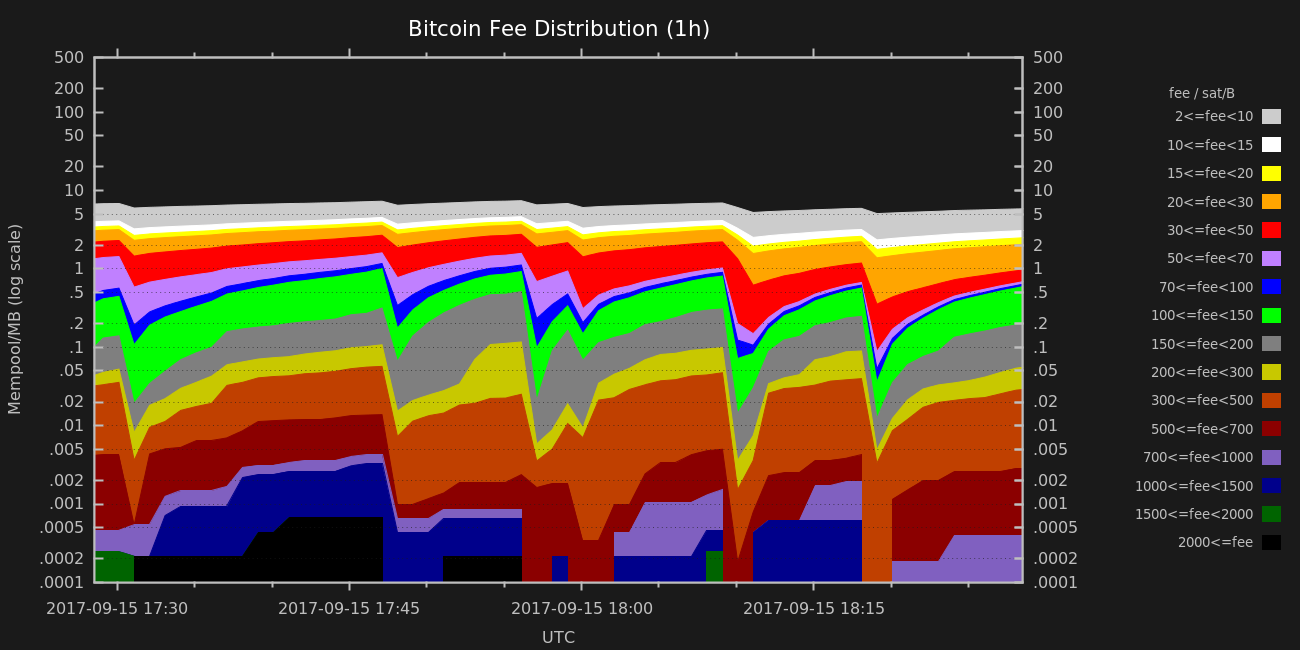 Bitcoin Fee Distribution (1h)
500 500
200 200
100 100
50 50
20 20
10 10
5 5
2 2
1 1
.5 .5
.2 .2
.1 .1
.05 .05
.02 .02
.01 .01
.005 .005
.002 .002
.001 .001
.0005 .0005
.0002 .0002
.0001 .0001
Mempool/MB (log scale)
2017-09-15 17:30 2017-09-15 17:45 2017-09-15 18:00 2017-09-15 18:15
UTC
fee / sat/B
2<=fee<10
10<=fee<15
15<=fee<20
20<=fee<30
30<=fee<50
50<=fee<70
70<=fee<100
100<=fee<150
150<=fee<200
200<=fee<300
300<=fee<500
500<=fee<700
700<=fee<1000
1000<=fee<1500
1500<=fee<2000
2000<=fee